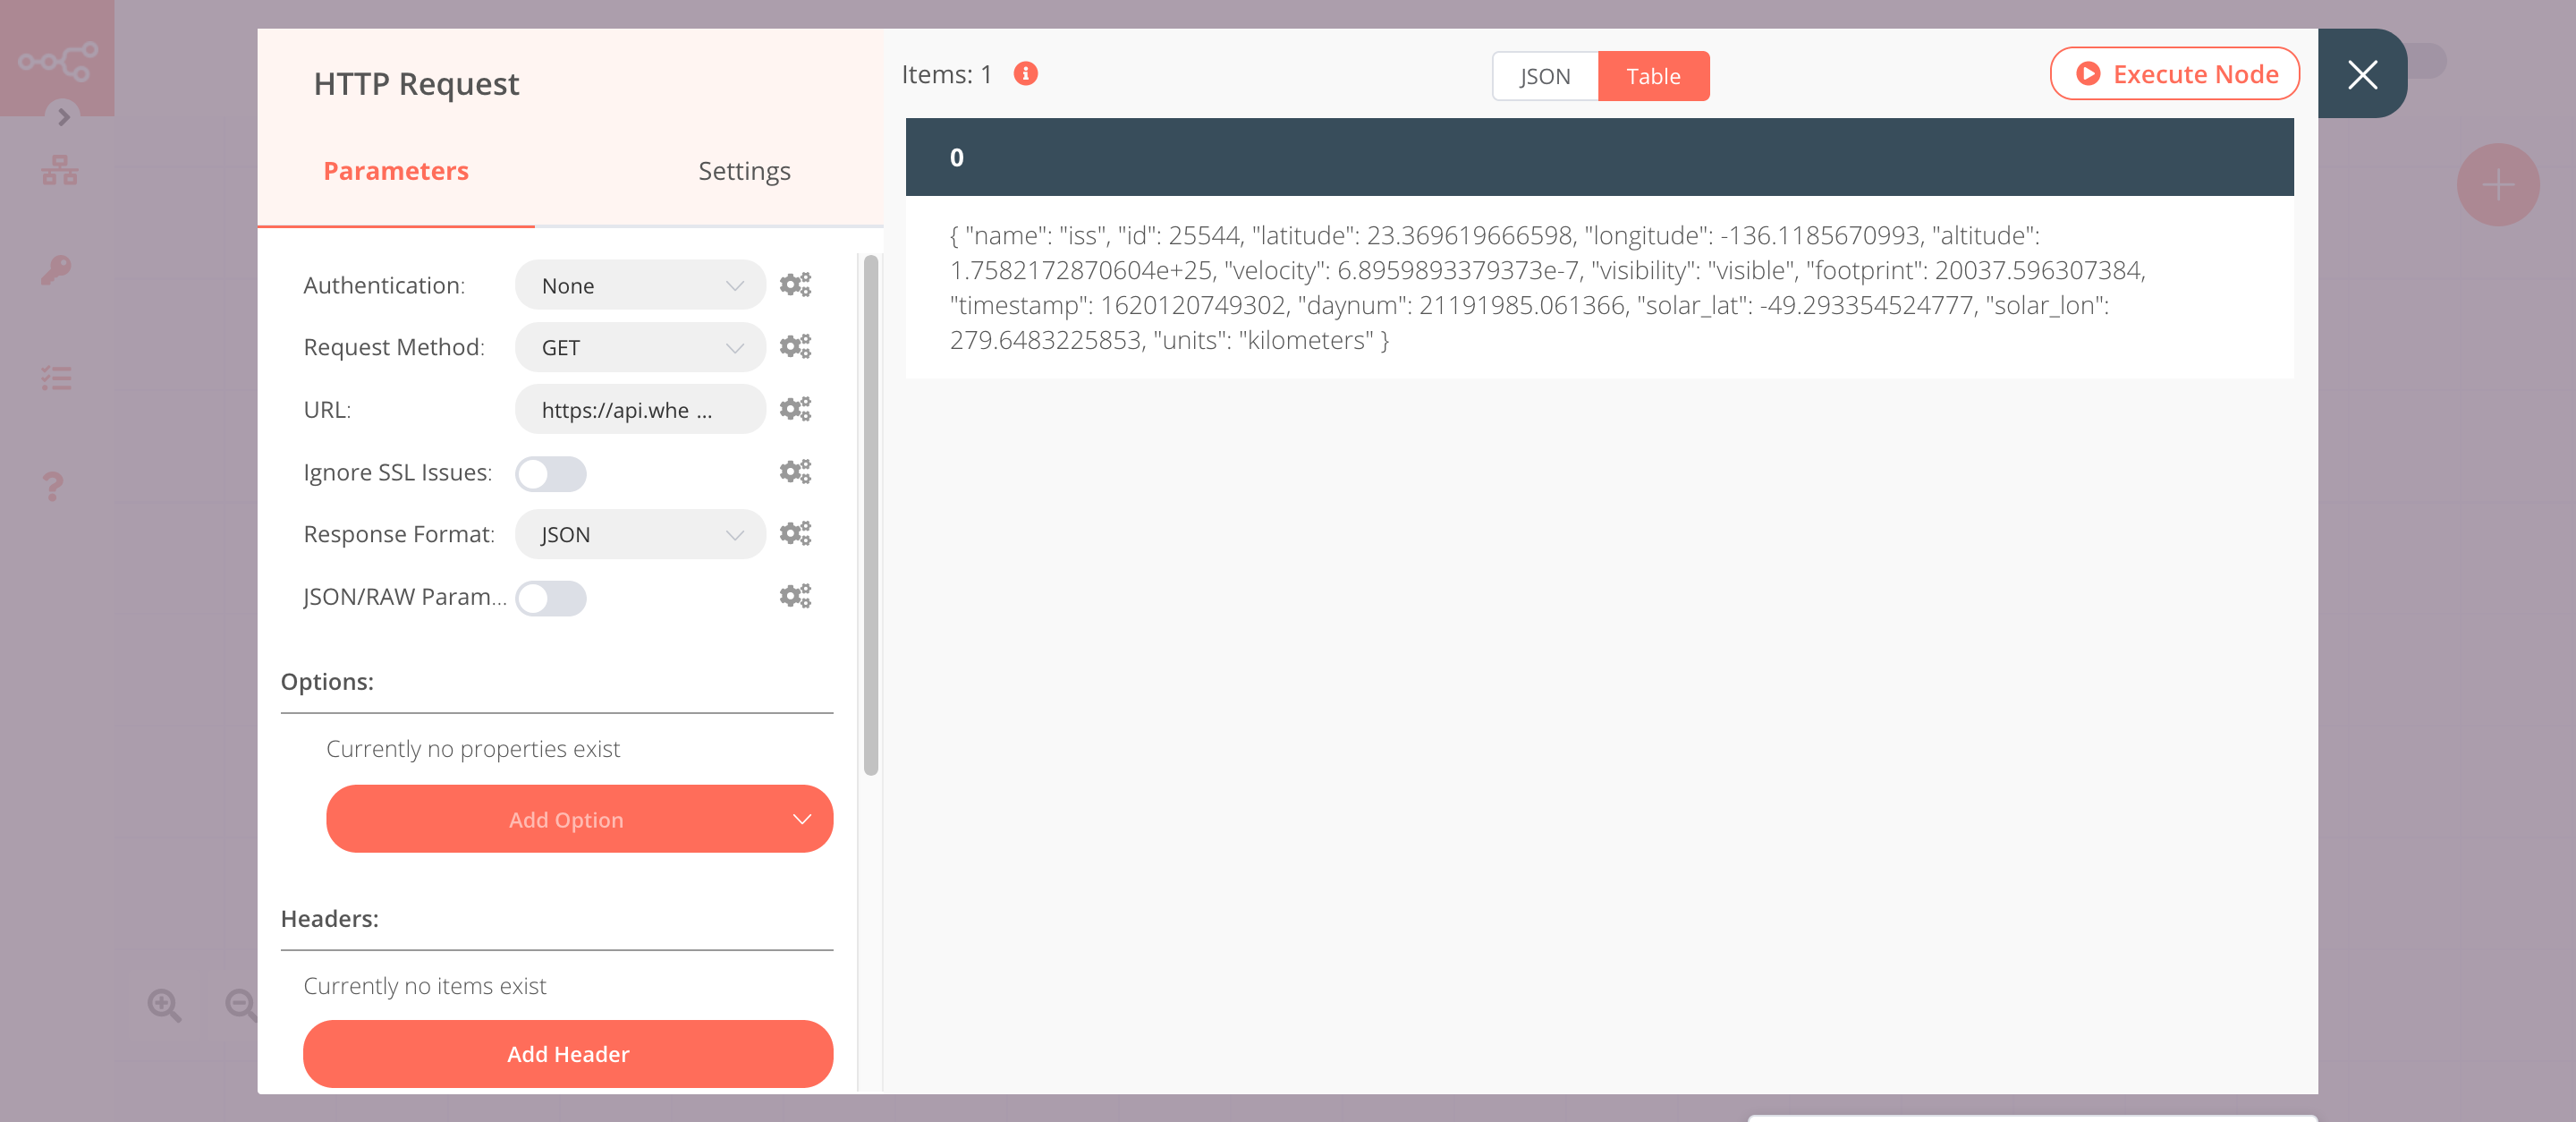 HTTP Request
Parameters
Settings
Authentication:
None
Request Method:
GET
URL:
https://api.whe ...
Ignore SSL Issues:
Response Format:
JSON
JSON/RAW Param...
Options:
Currently no properties exist
Add Option
Headers:
Currently no items exist
Add Header
Items: 1
JSON
Table
Execute Node
0
{ "name": "iss", "id": 25544, "latitude": 23.369619666598, "longitude": -136.1185670993, "altitude":
1.7582172870604e+25, "velocity": 6.8959893379373e-7, "visibility": "visible", "footprint": 20037.596307384,
"timestamp": 1620120749302, "daynum": 21191985.061366, "solar_lat": -49.293354524777, "solar_lon":
279.6483225853, "units": "kilometers" }